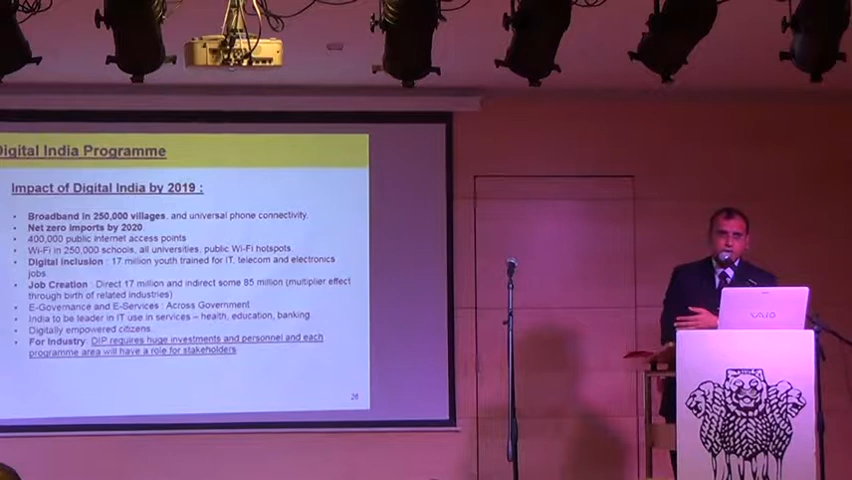 Digital India Programme
Impact of Digital India by 2019 :
• Broadband in 250,000 villages, and universal phone connectivity.
• Net zero imports by 2020
• 400,000 public internet access points
• Wi-Fi in 250,000 schools, all universities, public Wi-Fi hotspots.
• Digital Inclusion : 17 million youth trained for IT, telecom and electronics
jobs
• Job Creation : Direct 17 million and indirect some 85 million (multiplier effect
through birth of related industries)
• E-Governance and E-Services : Across Government
• India to be leader in IT use in services – health, education, banking
• Digitally empowered citizens.
• For Industry: DIP requires huge investments and personnel and each
programme area will have a role for stakeholders
26
VAIO